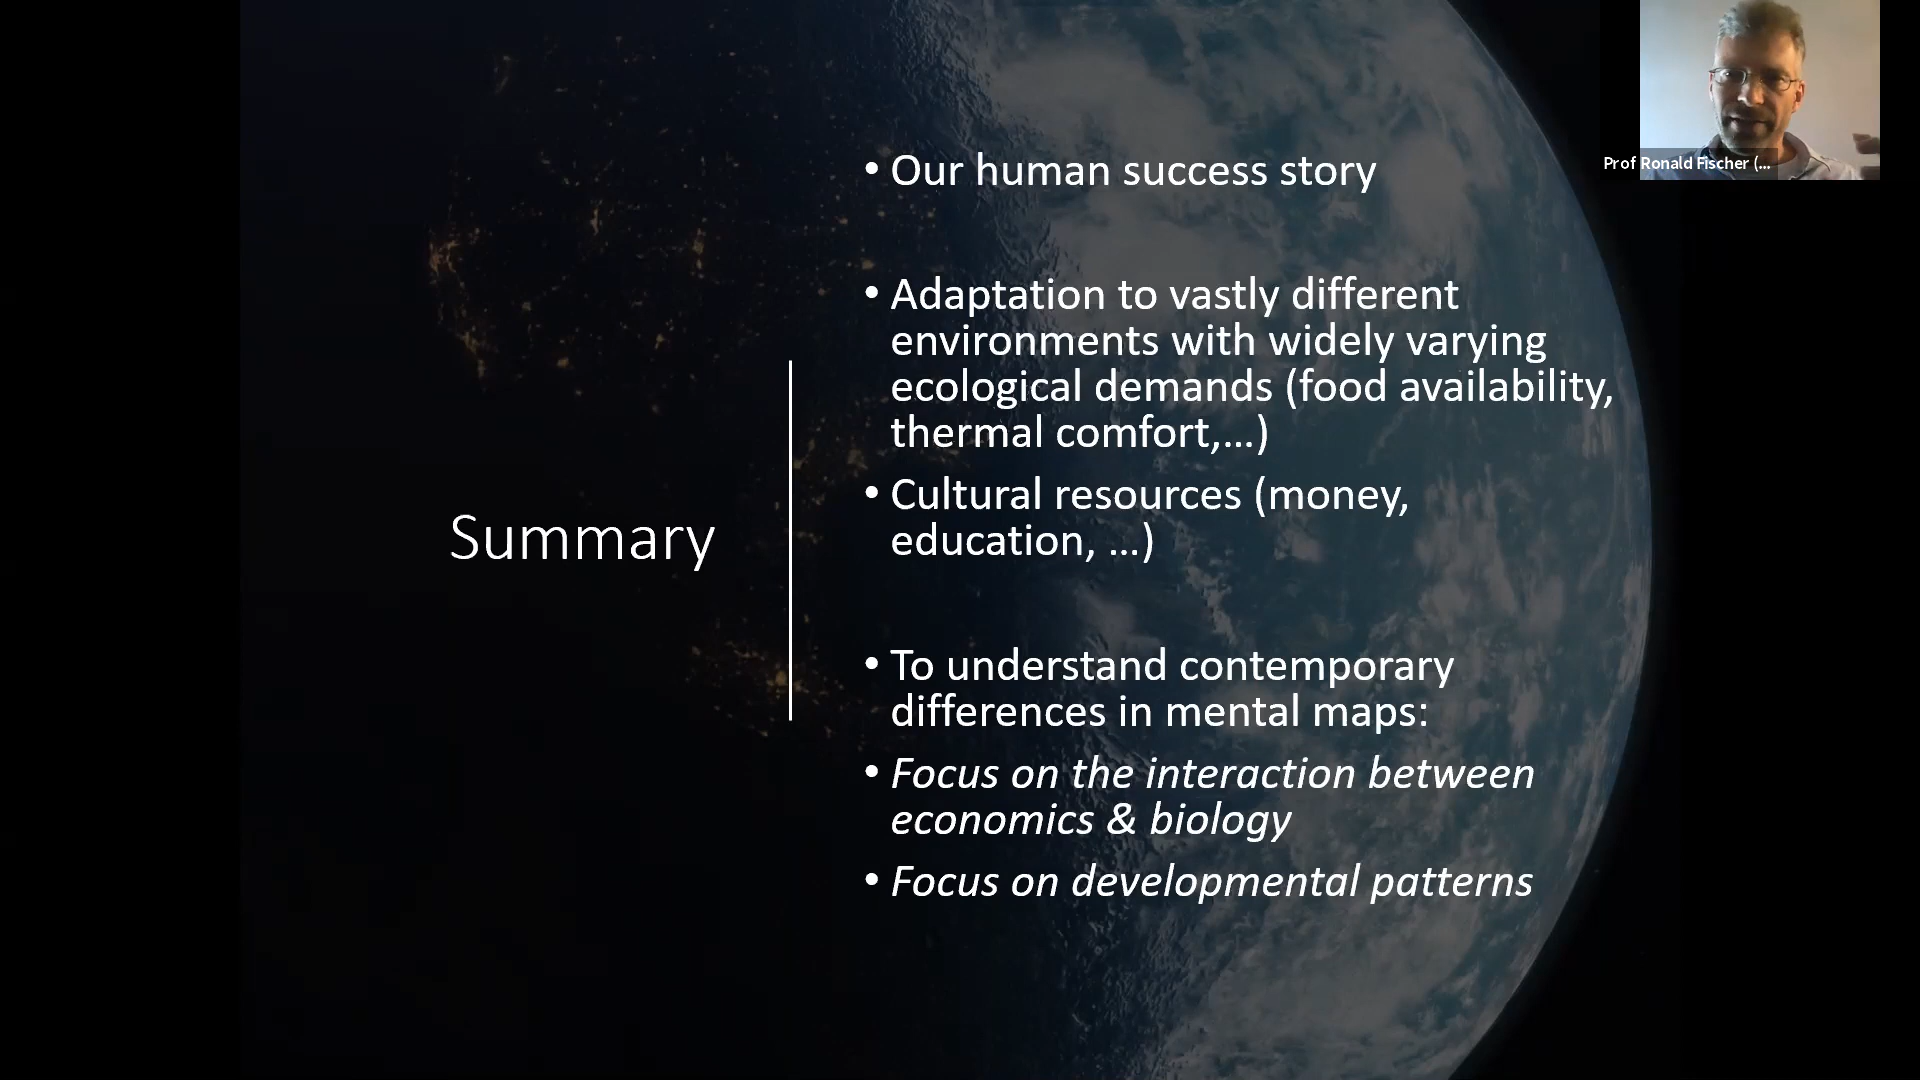 Prof Ronald Fischer (...
Summary
• Our human success story
• Adaptation to vastly different
environments with widely varying
ecological demands (food availability,
thermal comfort,...)
• Cultural resources (money,
education, ...)
• To understand contemporary
differences in mental maps:
• Focus on the interaction between
economics & biology
• Focus on developmental patterns